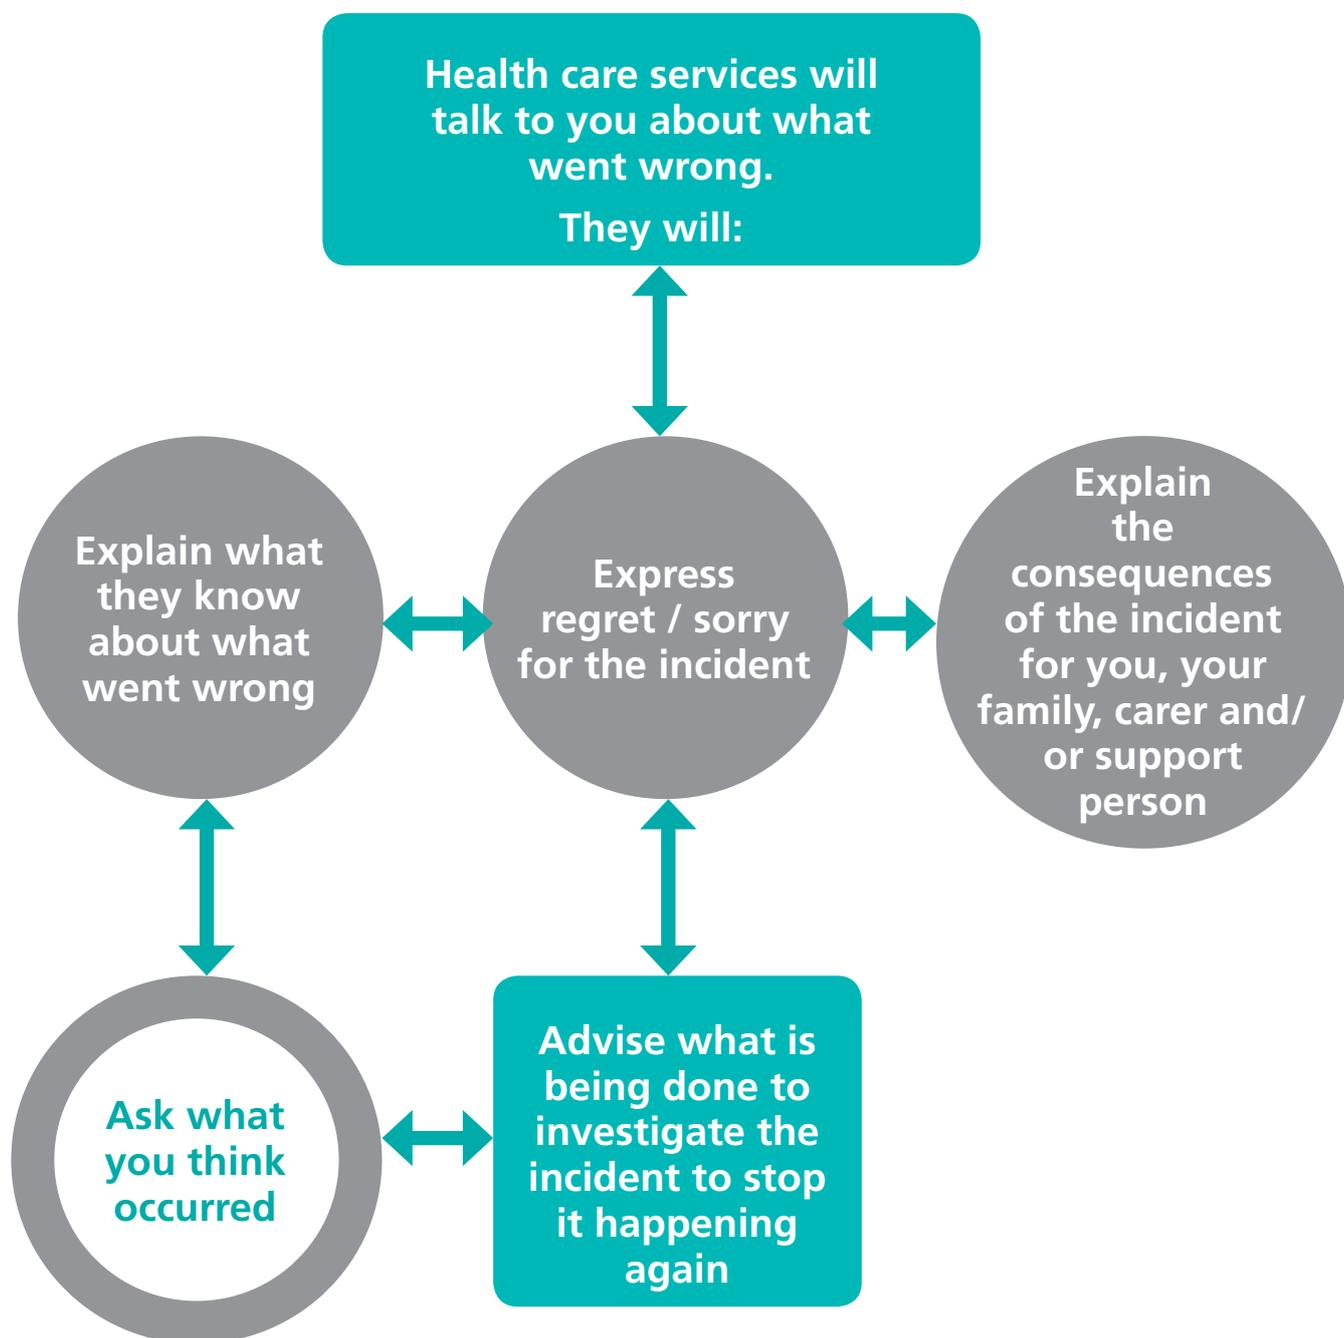 Health care services will
talk to you about what
went wrong.
They will:
Explain what
they know
about what
went wrong
Express
regret / sorry
for the incident
Explain
the
consequences
of the incident
for you, your
family, carer and/
or support
person
Ask what
you think
occurred
Advise what is
being done to
investigate the
incident to stop
it happening
again